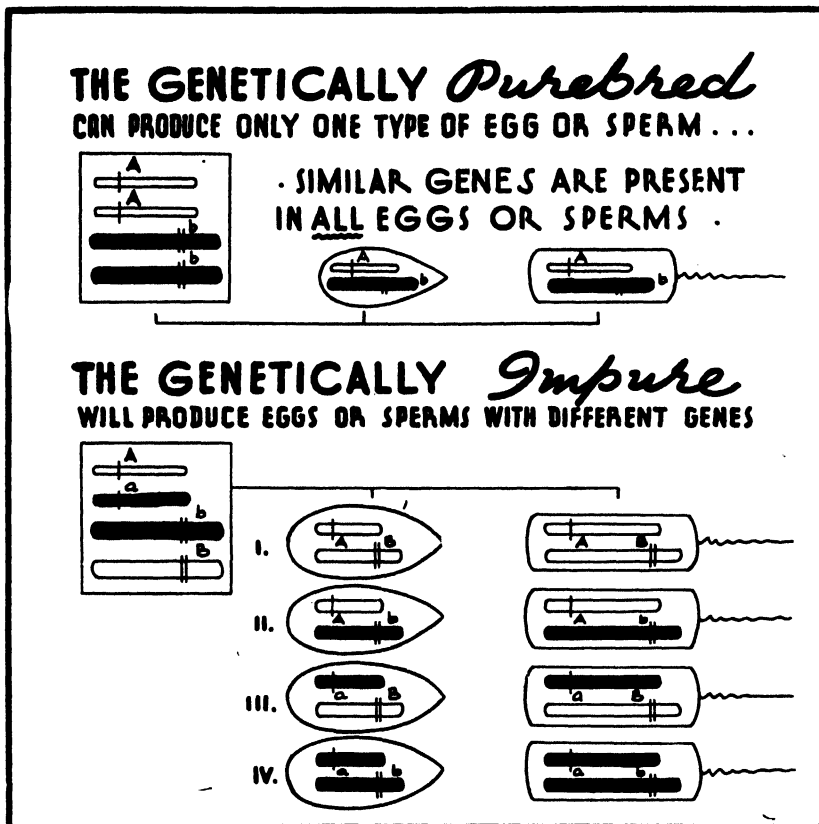 THE GENETICALLY Purebred
CAN PRODUCE ONLY ONE TYPE OF EGG OR SPERM...
A
A
b
b
· SIMILAR GENES ARE PRESENT
IN ALL EGGS OR SPERMS .
A
b
A
b
THE GENETICALLY Impure
WILL PRODUCE EGGS OR SPERMS WITH DIFFERENT GENES
A
a
b
B
I.
A B
A B
II.
A b
A b
III.
a B
a B
IV.
a b
a b